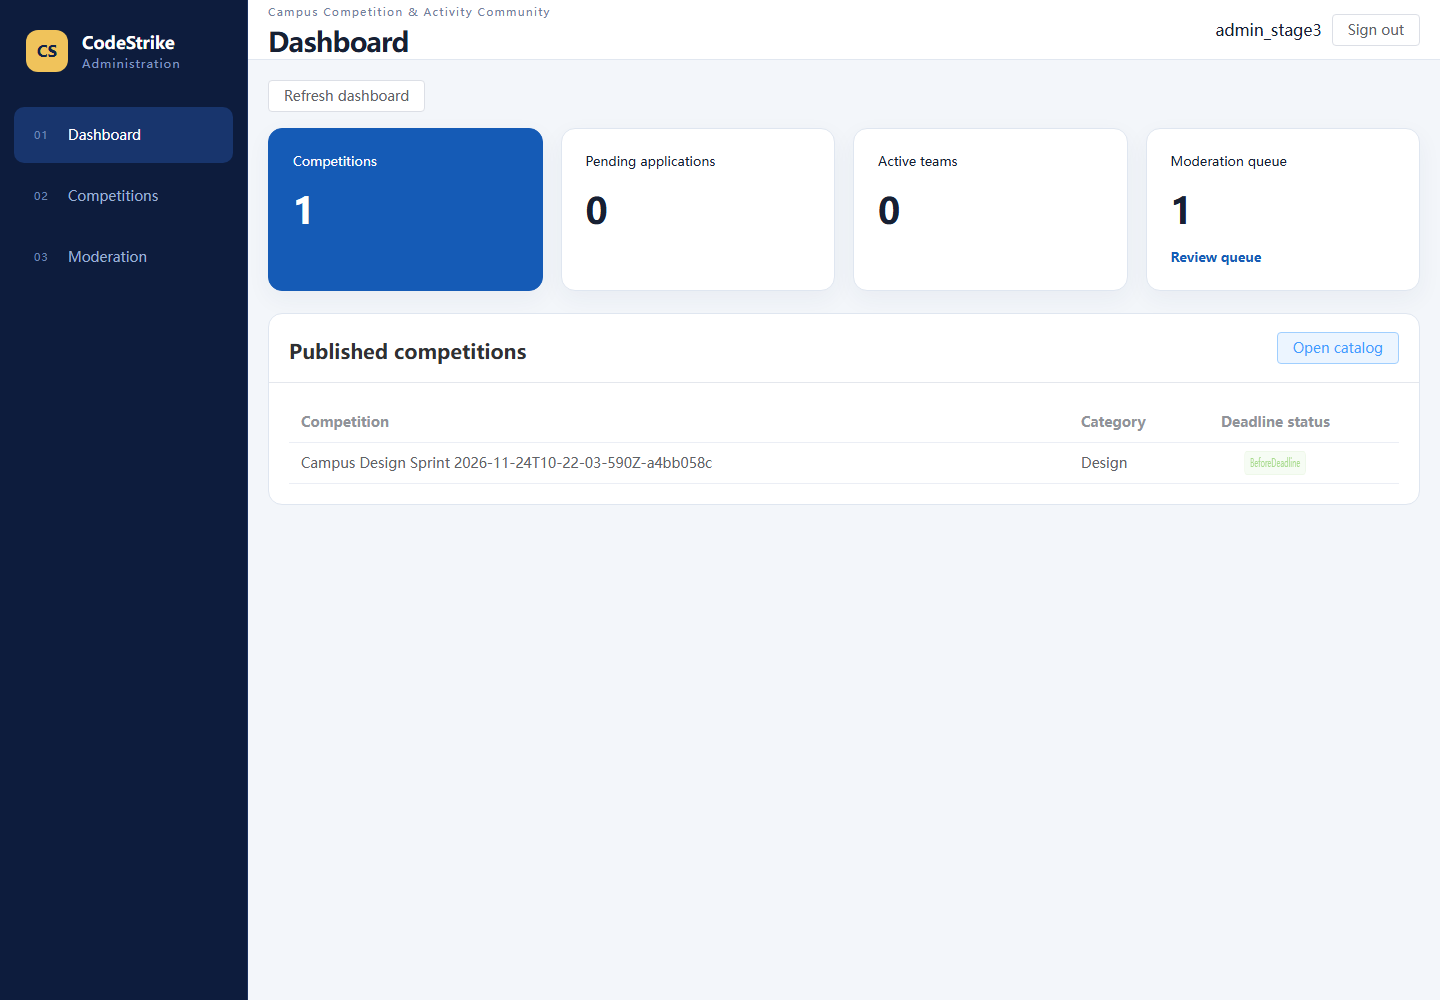 CS
CodeStrike
Administration
01 Dashboard
02 Competitions
03 Moderation
Campus Competition & Activity Community
Dashboard
admin_stage3
Sign out
Refresh dashboard
Competitions
1
Pending applications
0
Active teams
0
Moderation queue
1
Review queue
Published competitions
Open catalog
Competition Category Deadline status
Campus Design Sprint 2026-11-24T10-22-03-590Z-a4bb058c Design BeforeDeadline